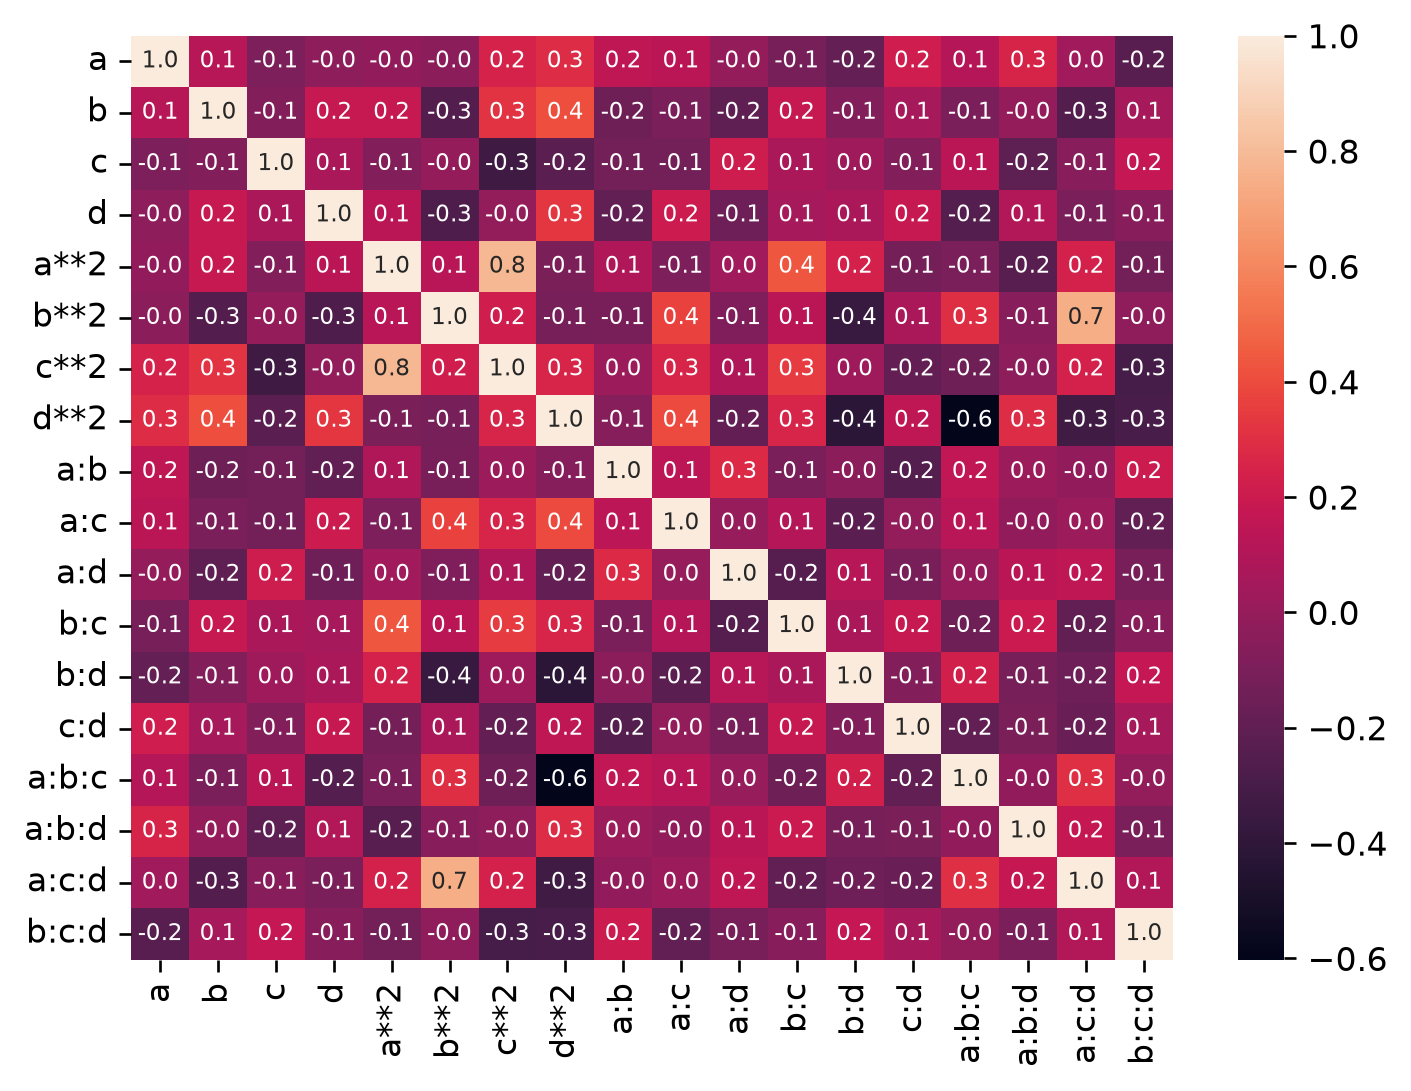 a 1.0 0.1 -0.1 -0.0 -0.0 -0.0 0.2 0.3 0.2 0.1 -0.0 -0.1 -0.2 0.2 0.1 0.3 0.0 -0.2
b 0.1 1.0 -0.1 0.2 0.2 -0.3 0.3 0.4 -0.2 -0.1 -0.2 0.2 -0.1 0.1 -0.1 -0.0 -0.3 0.1
c -0.1 -0.1 1.0 0.1 -0.1 -0.0 -0.3 -0.2 -0.1 -0.1 0.2 0.1 0.0 -0.1 0.1 -0.2 -0.1 0.2
d -0.0 0.2 0.1 1.0 0.1 -0.3 -0.0 0.3 -0.2 0.2 -0.1 0.1 0.1 0.2 -0.2 0.1 -0.1 -0.1
a**2 -0.0 0.2 -0.1 0.1 1.0 0.1 0.8 -0.1 0.1 -0.1 0.0 0.4 0.2 -0.1 -0.1 -0.2 0.2 -0.1
b**2 -0.0 -0.3 -0.0 -0.3 0.1 1.0 0.2 -0.1 -0.1 0.4 -0.1 0.1 -0.4 0.1 0.3 -0.1 0.7 -0.0
c**2 0.2 0.3 -0.3 -0.0 0.8 0.2 1.0 0.3 0.0 0.3 0.1 0.3 0.0 -0.2 -0.2 -0.0 0.2 -0.3
d**2 0.3 0.4 -0.2 0.3 -0.1 -0.1 0.3 1.0 -0.1 0.4 -0.2 0.3 -0.4 0.2 -0.6 0.3 -0.3 -0.3
a:b 0.2 -0.2 -0.1 -0.2 0.1 -0.1 0.0 -0.1 1.0 0.1 0.3 -0.1 -0.0 -0.2 0.2 0.0 -0.0 0.2
a:c 0.1 -0.1 -0.1 0.2 -0.1 0.4 0.3 0.4 0.1 1.0 0.0 0.1 -0.2 -0.0 0.1 -0.0 0.0 -0.2
a:d -0.0 -0.2 0.2 -0.1 0.0 -0.1 0.1 -0.2 0.3 0.0 1.0 -0.2 0.1 -0.1 0.0 0.1 0.2 -0.1
b:c -0.1 0.2 0.1 0.1 0.4 0.1 0.3 0.3 -0.1 0.1 -0.2 1.0 0.1 0.2 -0.2 0.2 -0.2 -0.1
b:d -0.2 -0.1 0.0 0.1 0.2 -0.4 0.0 -0.4 -0.0 -0.2 0.1 0.1 1.0 -0.1 0.2 -0.1 -0.2 0.2
c:d 0.2 0.1 -0.1 0.2 -0.1 0.1 -0.2 0.2 -0.2 -0.0 -0.1 0.2 -0.1 1.0 -0.2 -0.1 -0.2 0.1
a:b:c 0.1 -0.1 0.1 -0.2 -0.1 0.3 -0.2 -0.6 0.2 0.1 0.0 -0.2 0.2 -0.2 1.0 -0.0 0.3 -0.0
a:b:d 0.3 -0.0 -0.2 0.1 -0.2 -0.1 -0.0 0.3 0.0 -0.0 0.1 0.2 -0.1 -0.1 -0.0 1.0 0.2 -0.1
a:c:d 0.0 -0.3 -0.1 -0.1 0.2 0.7 0.2 -0.3 -0.0 0.0 0.2 -0.2 -0.2 -0.2 0.3 0.2 1.0 0.1
b:c:d -0.2 0.1 0.2 -0.1 -0.1 -0.0 -0.3 -0.3 0.2 -0.2 -0.1 -0.1 0.2 0.1 -0.0 -0.1 0.1 1.0
a b c d a**2 b**2 c**2 d**2 a:b a:c a:d b:c b:d c:d a:b:c a:b:d a:c:d b:c:d
1.0
0.8
0.6
0.4
0.2
0.0
−0.2
−0.4
−0.6